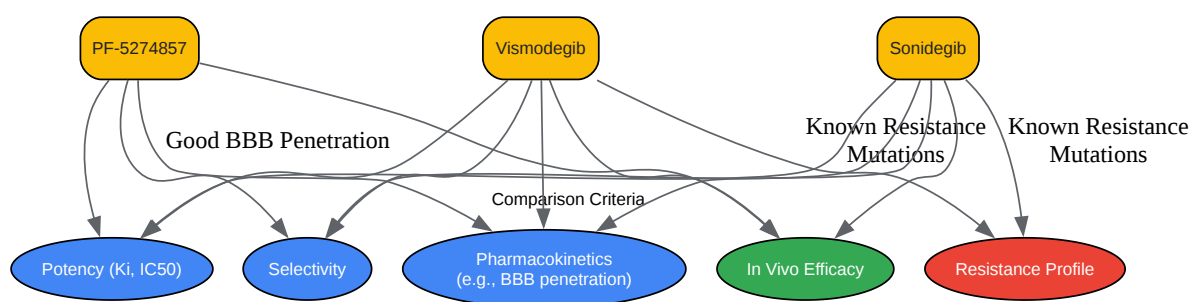 PF-5274857
Vismodegib
Sonidegib
Good BBB Penetration
Known Resistance
Mutations
Known Resistance
Mutations
Comparison Criteria
Potency (Ki, IC50)
Selectivity
Pharmacokinetics
(e.g., BBB penetration)
In Vivo Efficacy
Resistance Profile